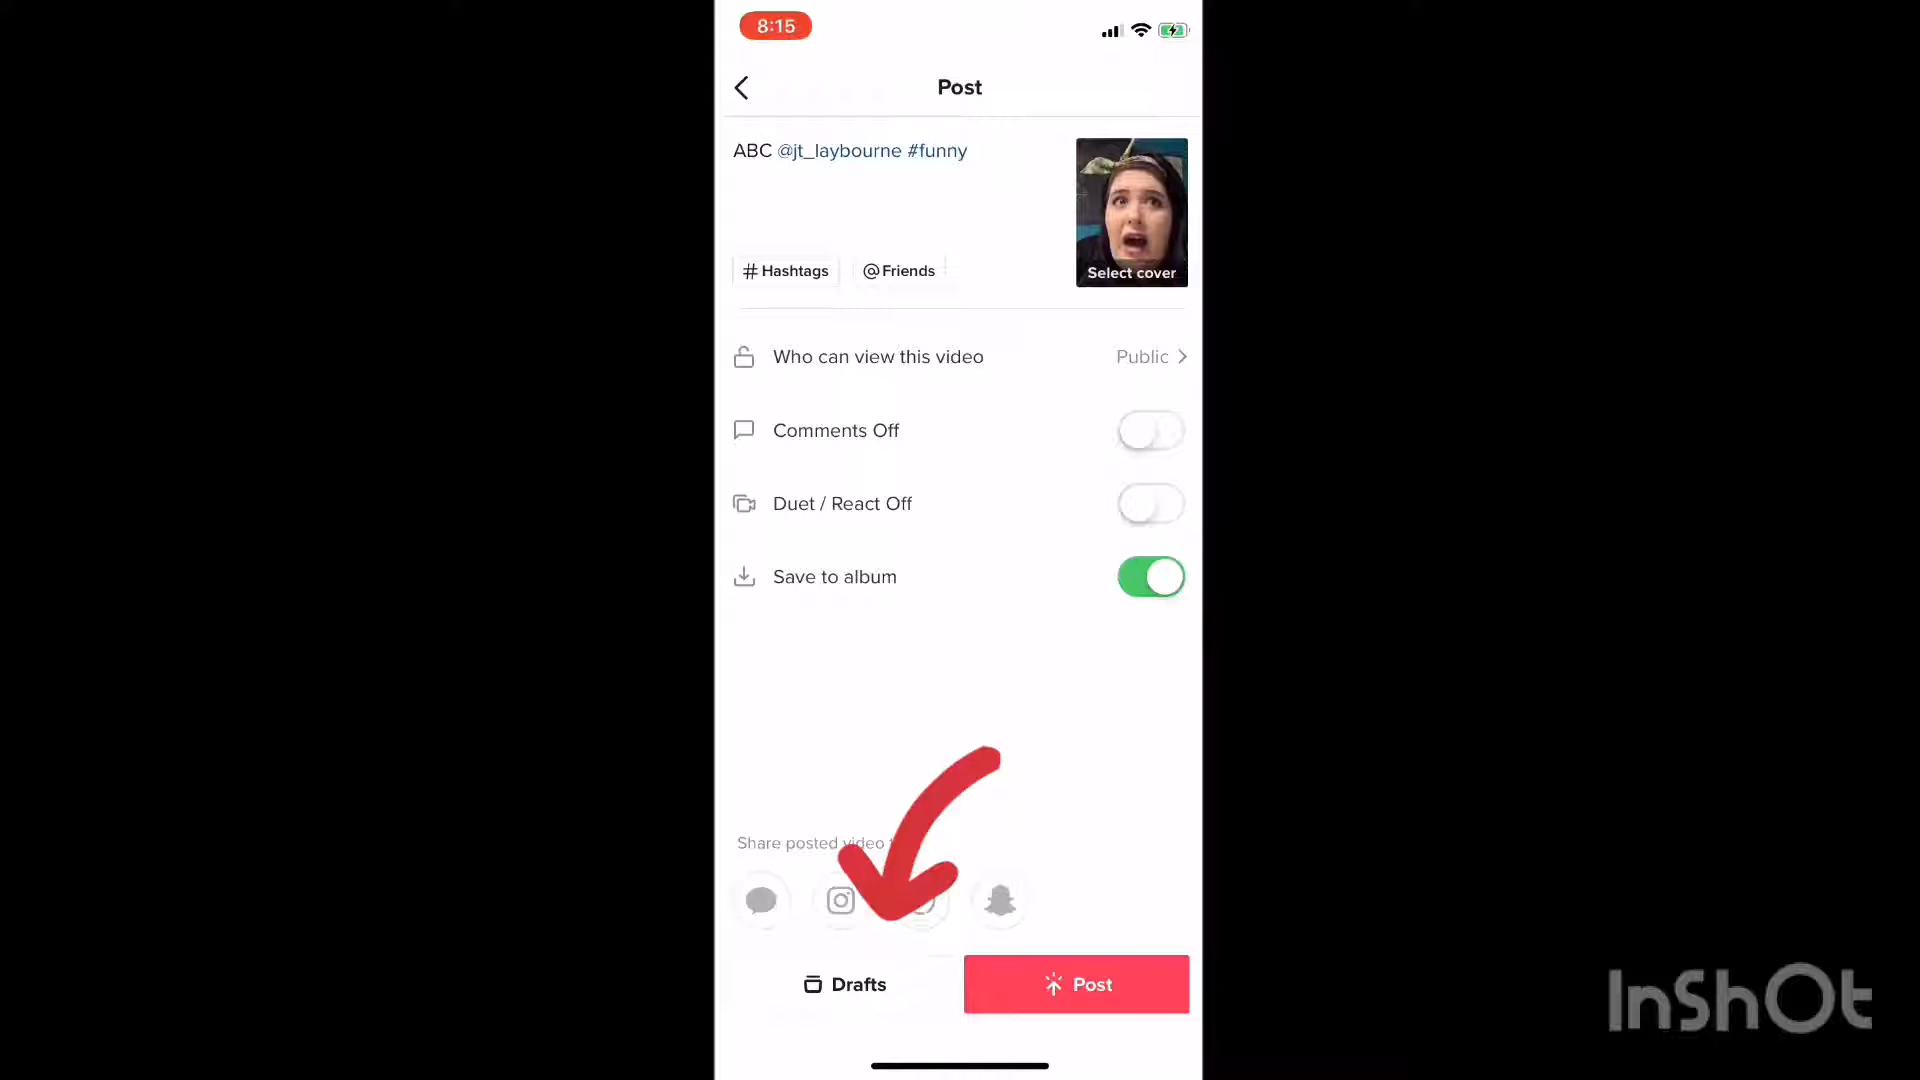 8:15
Post
ABC @jt_laybourne #funny
Select cover
# Hashtags @ Friends
Who can view this video Public
Comments Off
Duet / React Off
Save to album
Share posted video
Drafts Post
InShOt